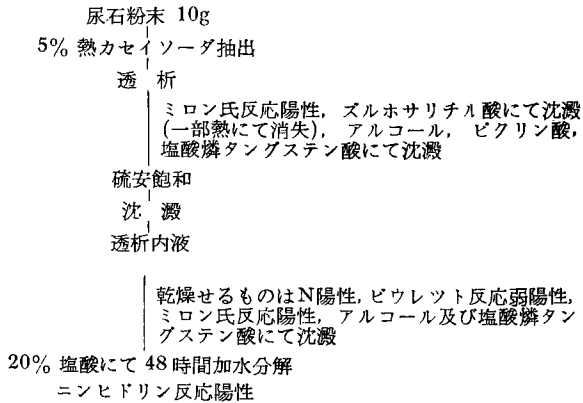 尿石粉末 10g
5% 熱カセイソーダ抽出
透析
ミロン氏反応陽性, ズルホサリチル酸にて沈澱
(一部熱にて消失), アルコール, ピクリン酸,
塩酸燐タングステン酸にて沈澱
硫安飽和
沈澱
透析内液
乾燥せるものはN陽性, ビウレット反応弱陽性,
ミロン氏反応陽性, アルコール及び塩酸燐タン
グステン酸にて沈澱
20% 塩酸にて 48時間加水分解
ニンヒドリン反応陽性